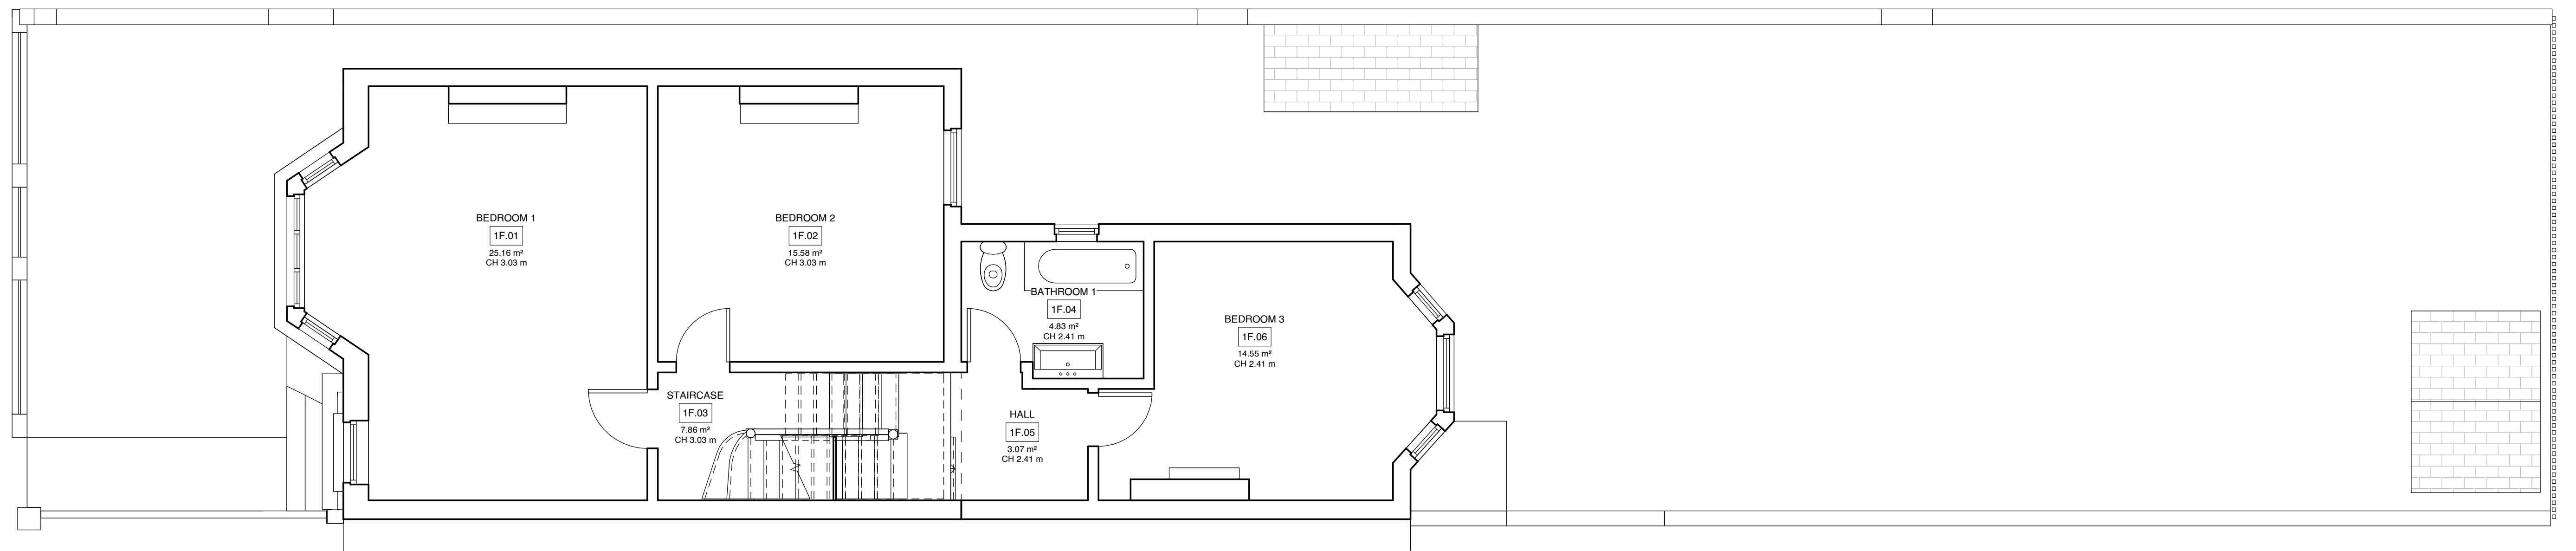 BEDROOM 1
1F.01
25.16 m²
CH 3.03 m
BEDROOM 2
1F.02
15.58 m²
CH 3.03 m
STAIRCASE
1F.03
7.86 m²
CH 3.03 m
BATHROOM 1
1F.04
4.83 m²
CH 2.41 m
HALL
1F.05
3.07 m²
CH 2.41 m
BEDROOM 3
1F.06
14.55 m²
CH 2.41 m